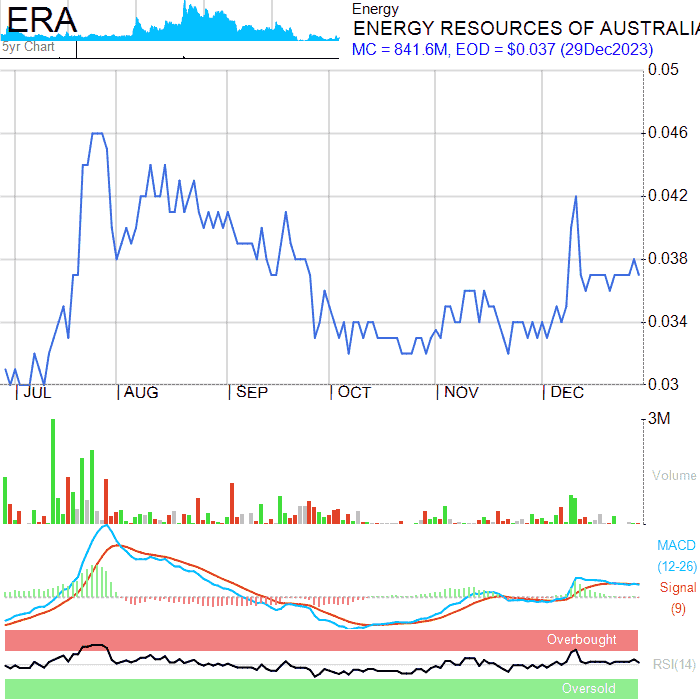 ERA
5yr Chart
Energy
ENERGY RESOURCES OF AUSTRALIA
MC = 841.6M, EOD = $0.037 (29Dec2023)
0.05
0.046
0.042
0.038
0.034
0.03
JUL AUG SEP OCT NOV DEC
3M
Volume
MACD
(12-26)
Signal
(9)
Overbought
RSI(14)
Oversold